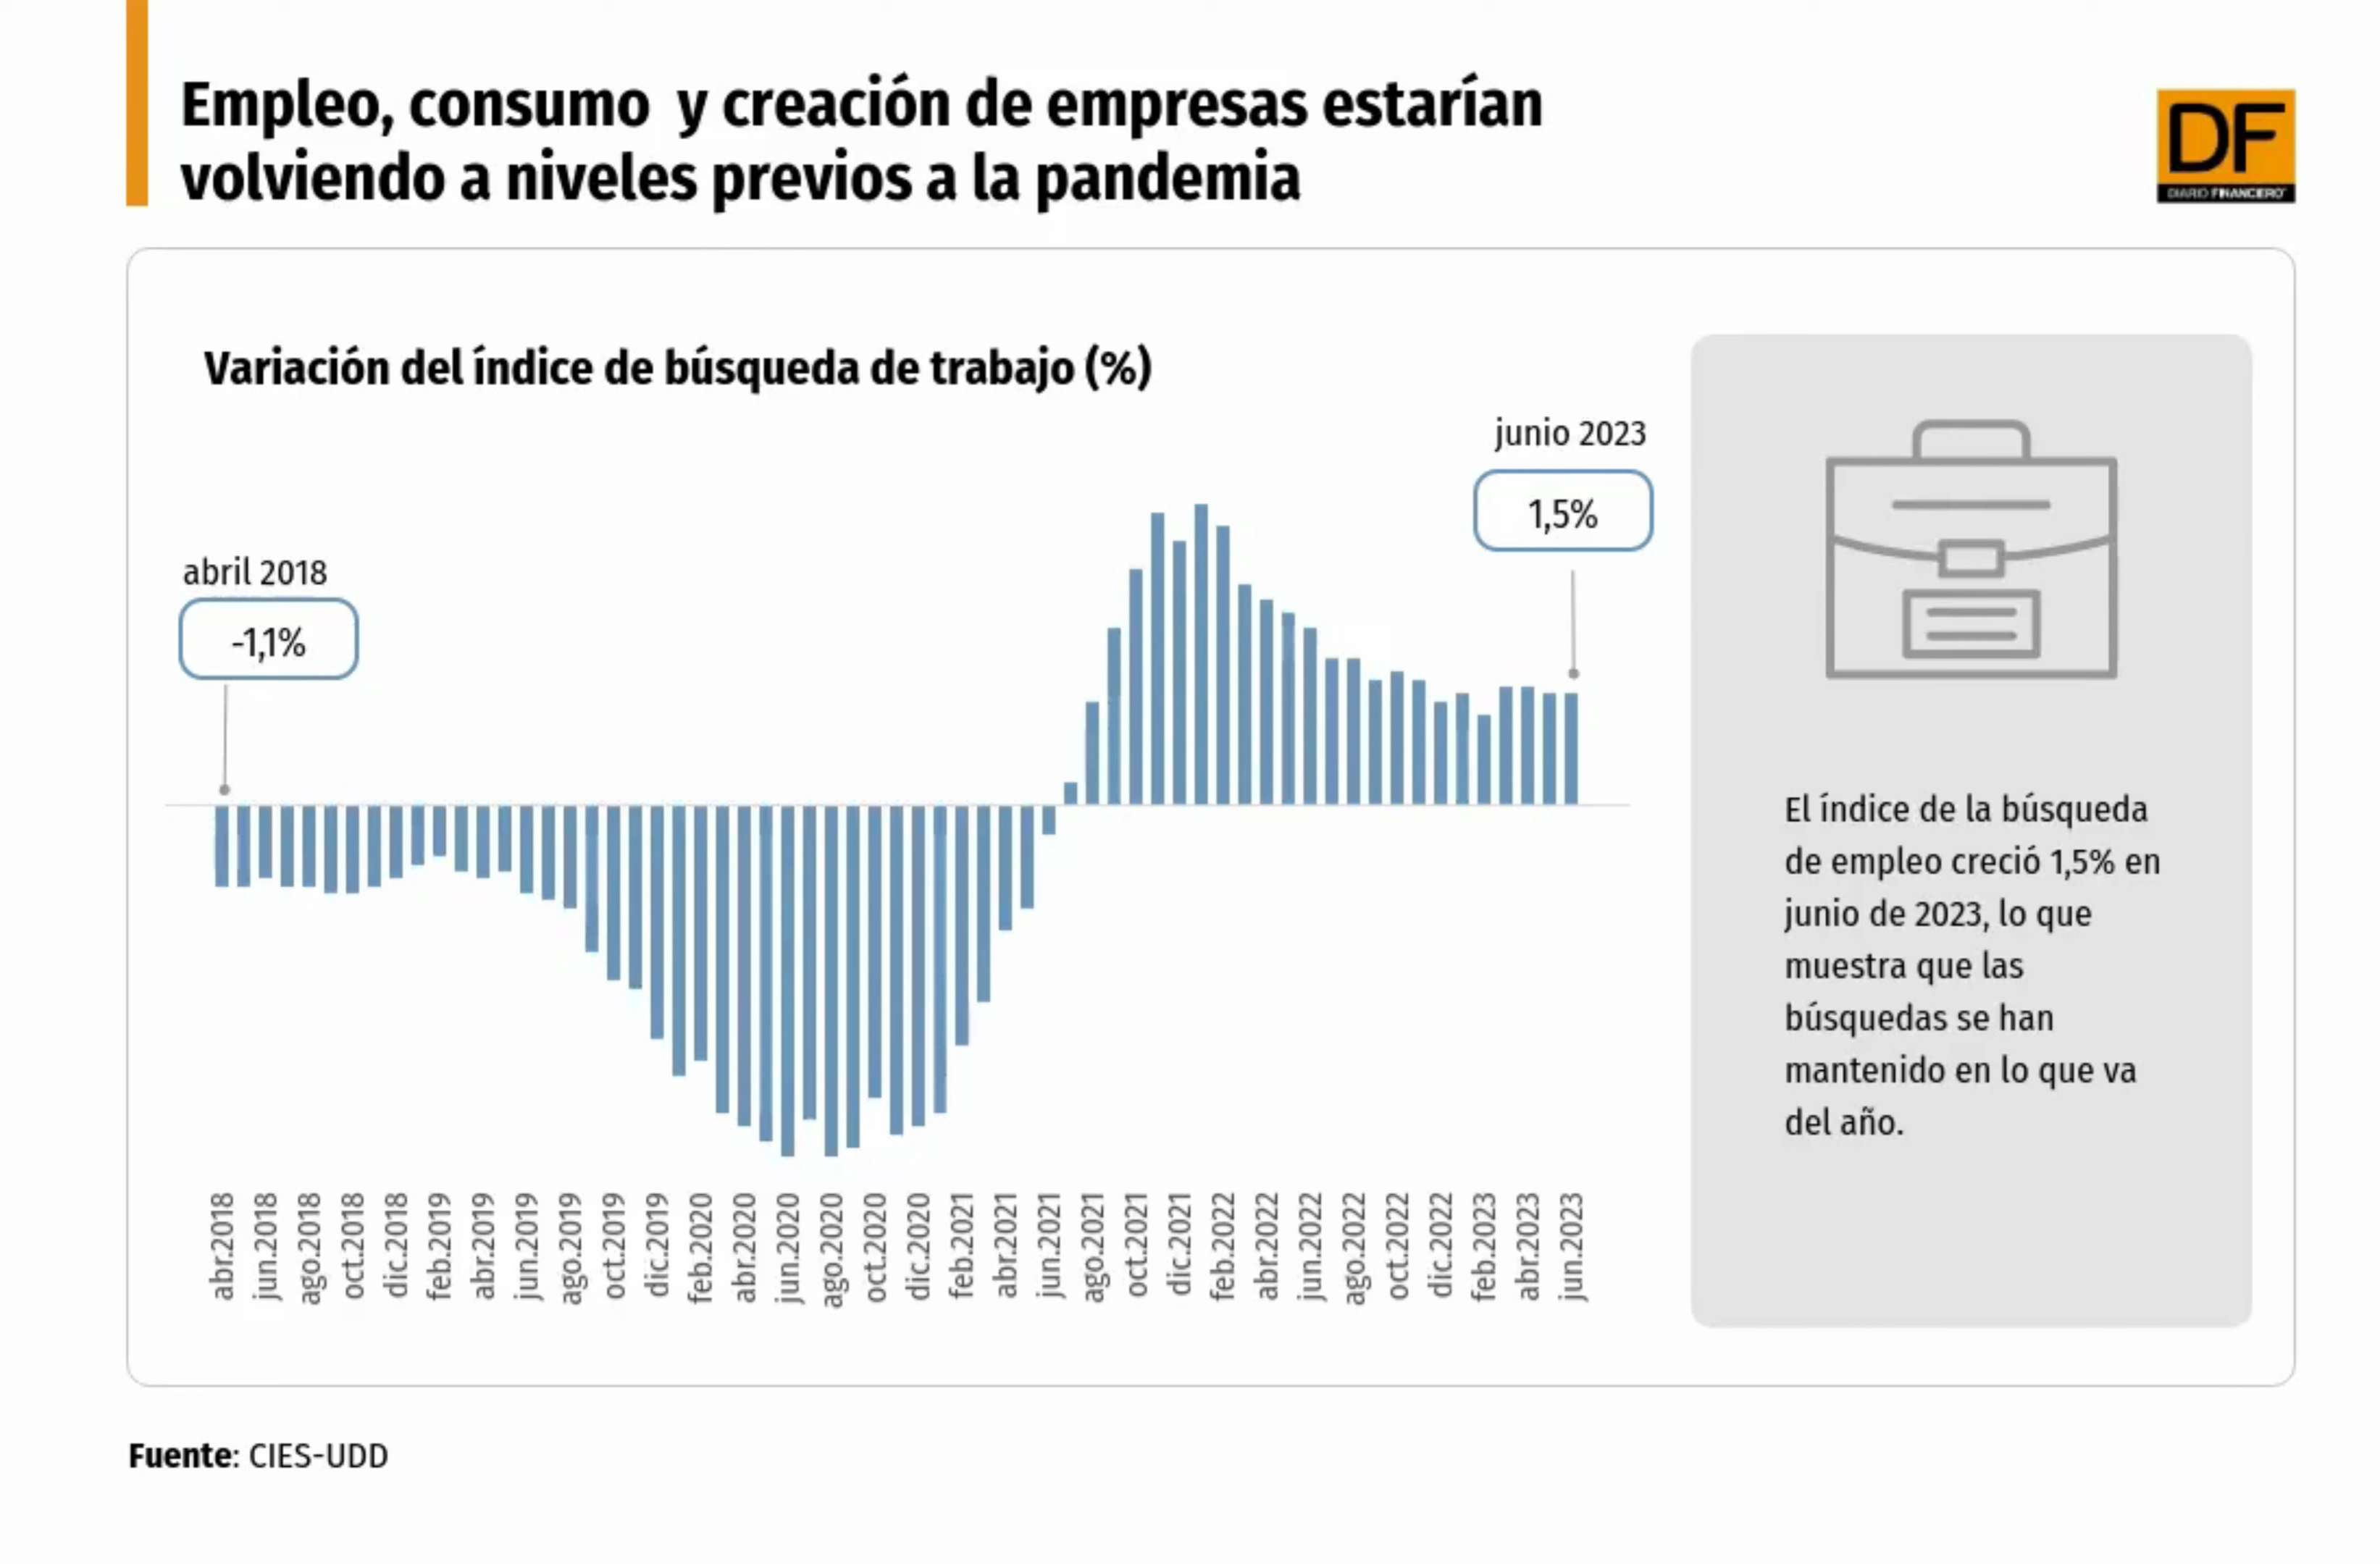 Empleo, consumo y creación de empresas estarían
volviendo a niveles previos a la pandemia
DF
DIARIO FINANCIERO
Variación del índice de búsqueda de trabajo (%)
junio 2023
1,5%
abril 2018
-1,1%
El índice de la búsqueda
de empleo creció 1,5% en
junio de 2023, lo que
muestra que las
búsquedas se han
mantenido en lo que va
del año.
abr.2018
jun.2018
ago.2018
oct.2018
dic.2018
feb.2019
abr.2019
jun.2019
ago.2019
oct.2019
dic.2019
feb.2020
abr.2020
jun.2020
ago.2020
oct.2020
dic.2020
feb.2021
abr.2021
jun.2021
ago.2021
oct.2021
dic.2021
feb.2022
abr.2022
jun.2022
ago.2022
oct.2022
dic.2022
feb.2023
abr.2023
jun.2023
Fuente: CIES-UDD